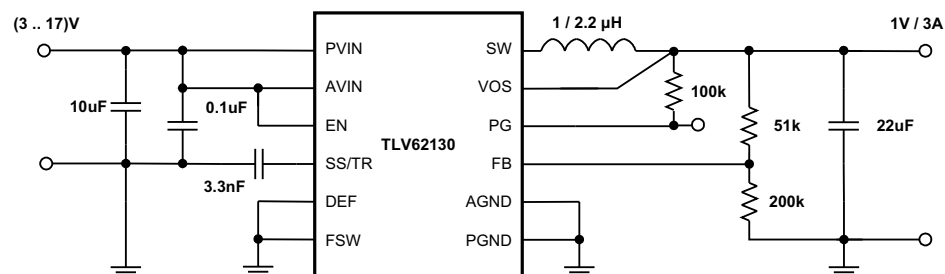 (3 .. 17)V
1 / 2.2 µH
1V / 3A
PVIN
SW
AVIN
VOS
10uF
0.1uF
100k
EN
PG
TLV62130
51k
22uF
SS/TR
FB
3.3nF
DEF
AGND
200k
FSW
PGND